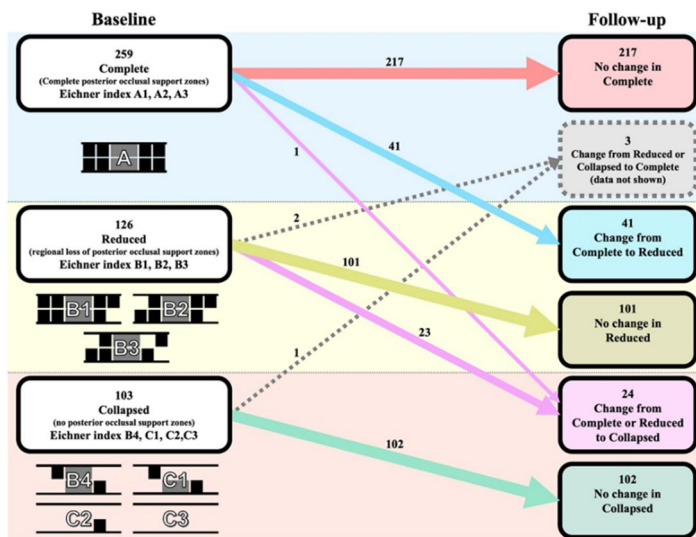 Baseline
Follow-up
259
Complete
(Complete posterior occlusal support zones)
Eichner index A1, A2, A3
A
217
217
No change in
Complete
1
41
3
Change from Reduced or
Collapsed to Complete
(data not shown)
126
Reduced
(regional loss of posterior occlusal support zones)
Eichner index B1, B2, B3
B1
B2
B3
2
101
23
1
41
Change from
Complete to Reduced
101
No change in
Reduced
103
Collapsed
(no posterior occlusal support zones)
Eichner index B4, C1, C2,C3
B4
C1
C2
C3
102
24
Change from
Complete or Reduced
to Collapsed
102
No change in
Collapsed